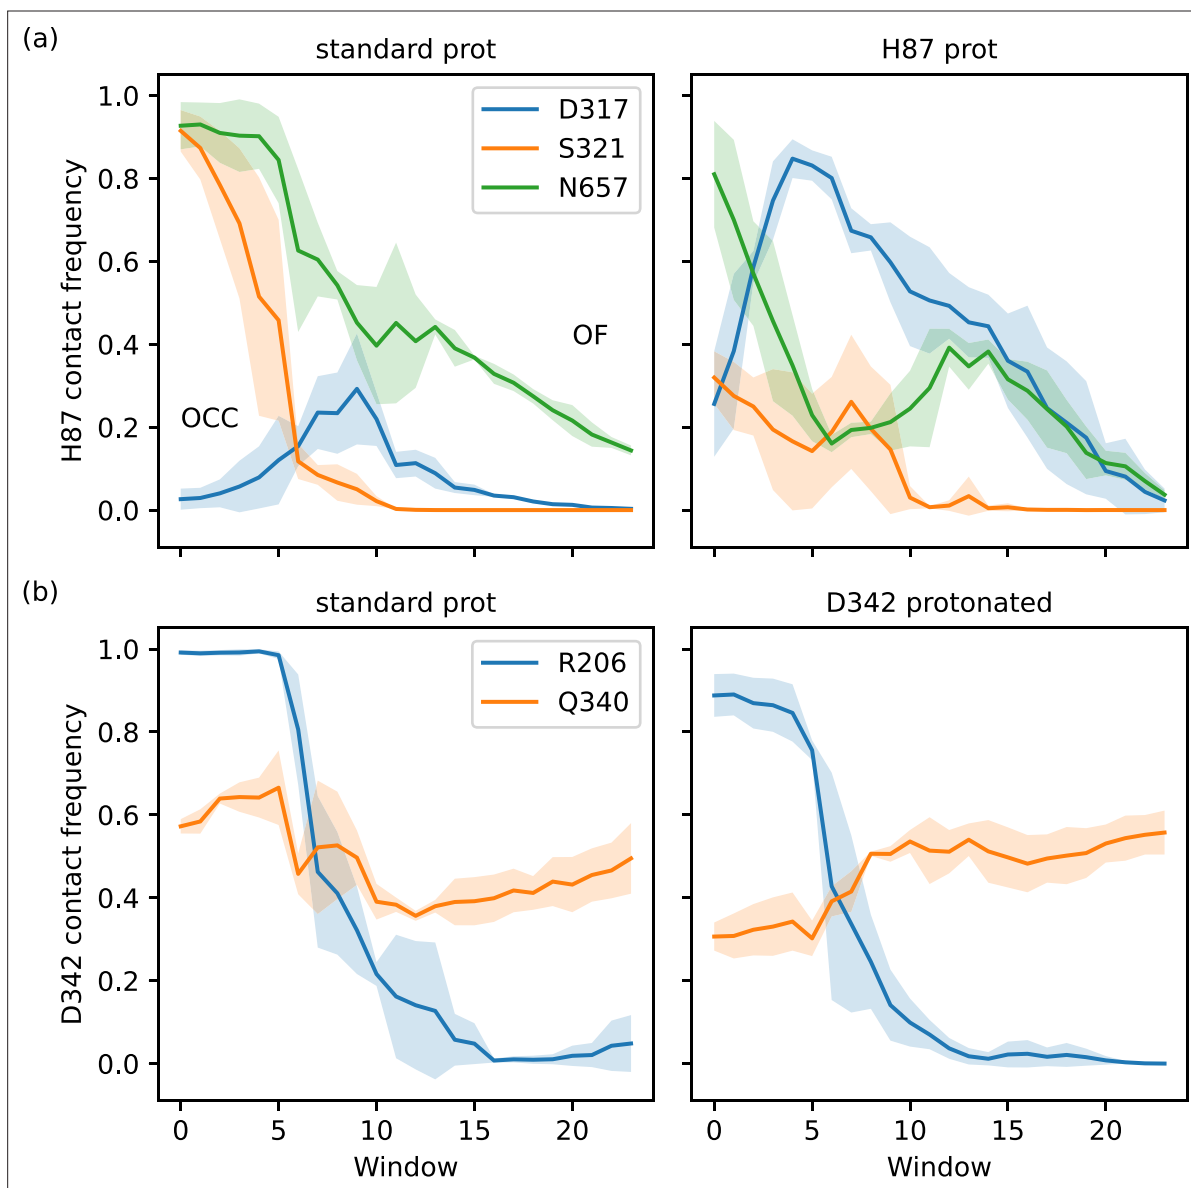 (a)
standard prot
H87 prot
H87 contact frequency
1.0
0.8
0.6
0.4
0.2
0.0
D317
S321
N657
OCC
OF
(b)
standard prot
D342 protonated
D342 contact frequency
1.0
0.8
0.6
0.4
0.2
0.0
R206
Q340
0 5 10 15 20
0 5 10 15 20
Window
Window